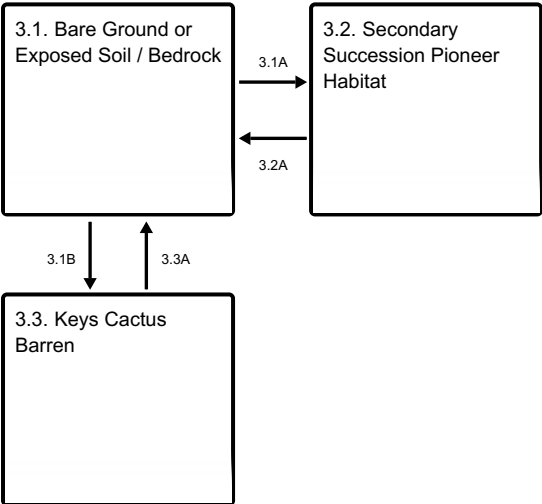 3.1. Bare Ground or
Exposed Soil / Bedrock
3.1A
3.2. Secondary
Succession Pioneer
Habitat
3.2A
3.1B
3.3A
3.3. Keys Cactus
Barren